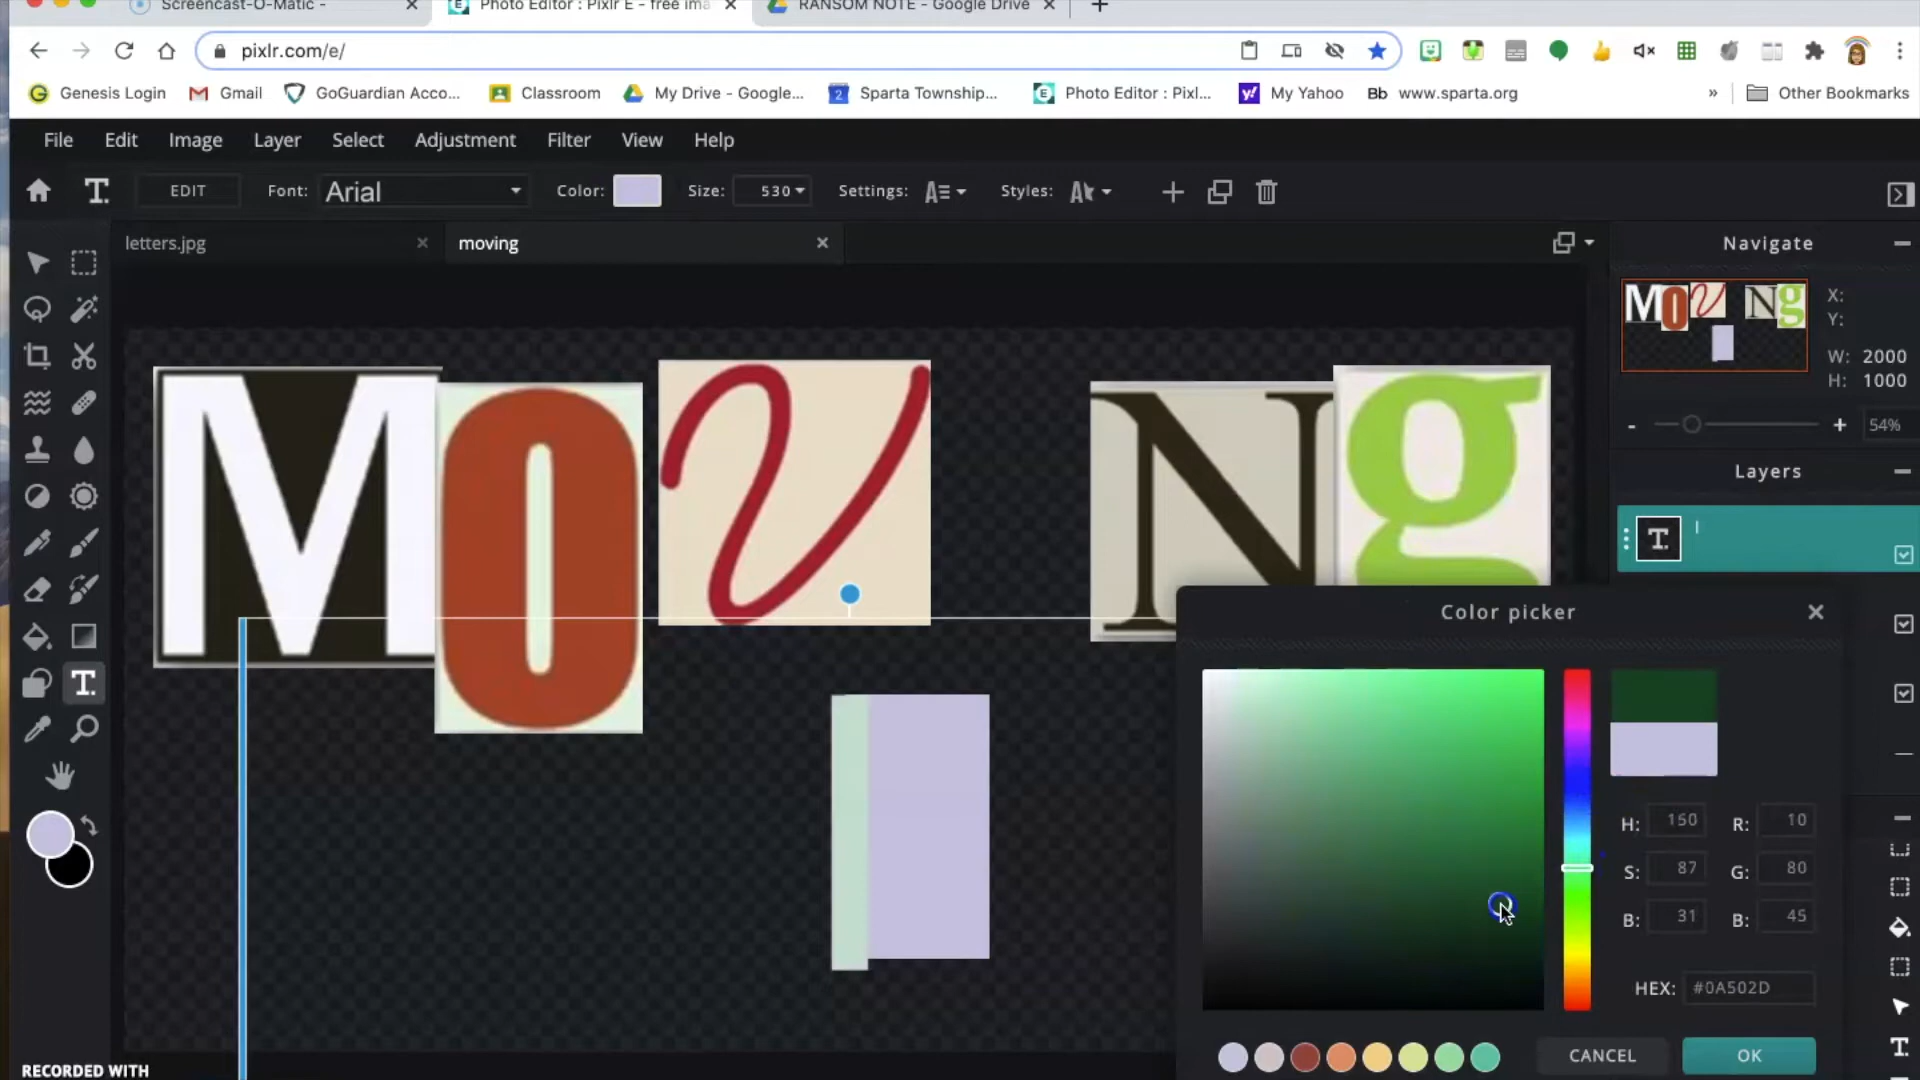 Screencast-O-Matic -
Photo Editor : Pixlr E - free ima
RANSOM NOTE - Google Drive
pixlr.com/e/
Genesis Login
Gmail
GoGuardian Acco...
Classroom
My Drive - Google...
2
Sparta Township...
Photo Editor : Pixl...
My Yahoo
Bb
www.sparta.org
»
Other Bookmarks
File
Edit
Image
Layer
Select
Adjustment
Filter
View
Help
T.
EDIT
Font:
Arial
Color:
Size:
530
Settings:
Styles:
letters.jpg
moving
Navigate
X:
Y:
W: 2000
H: 1000
54%
M O V N g
Layers
T.
I
Color picker
H: 150
R: 10
S: 87
G: 80
B: 31
B: 45
HEX: #0A502D
CANCEL
OK
RECORDED WITH